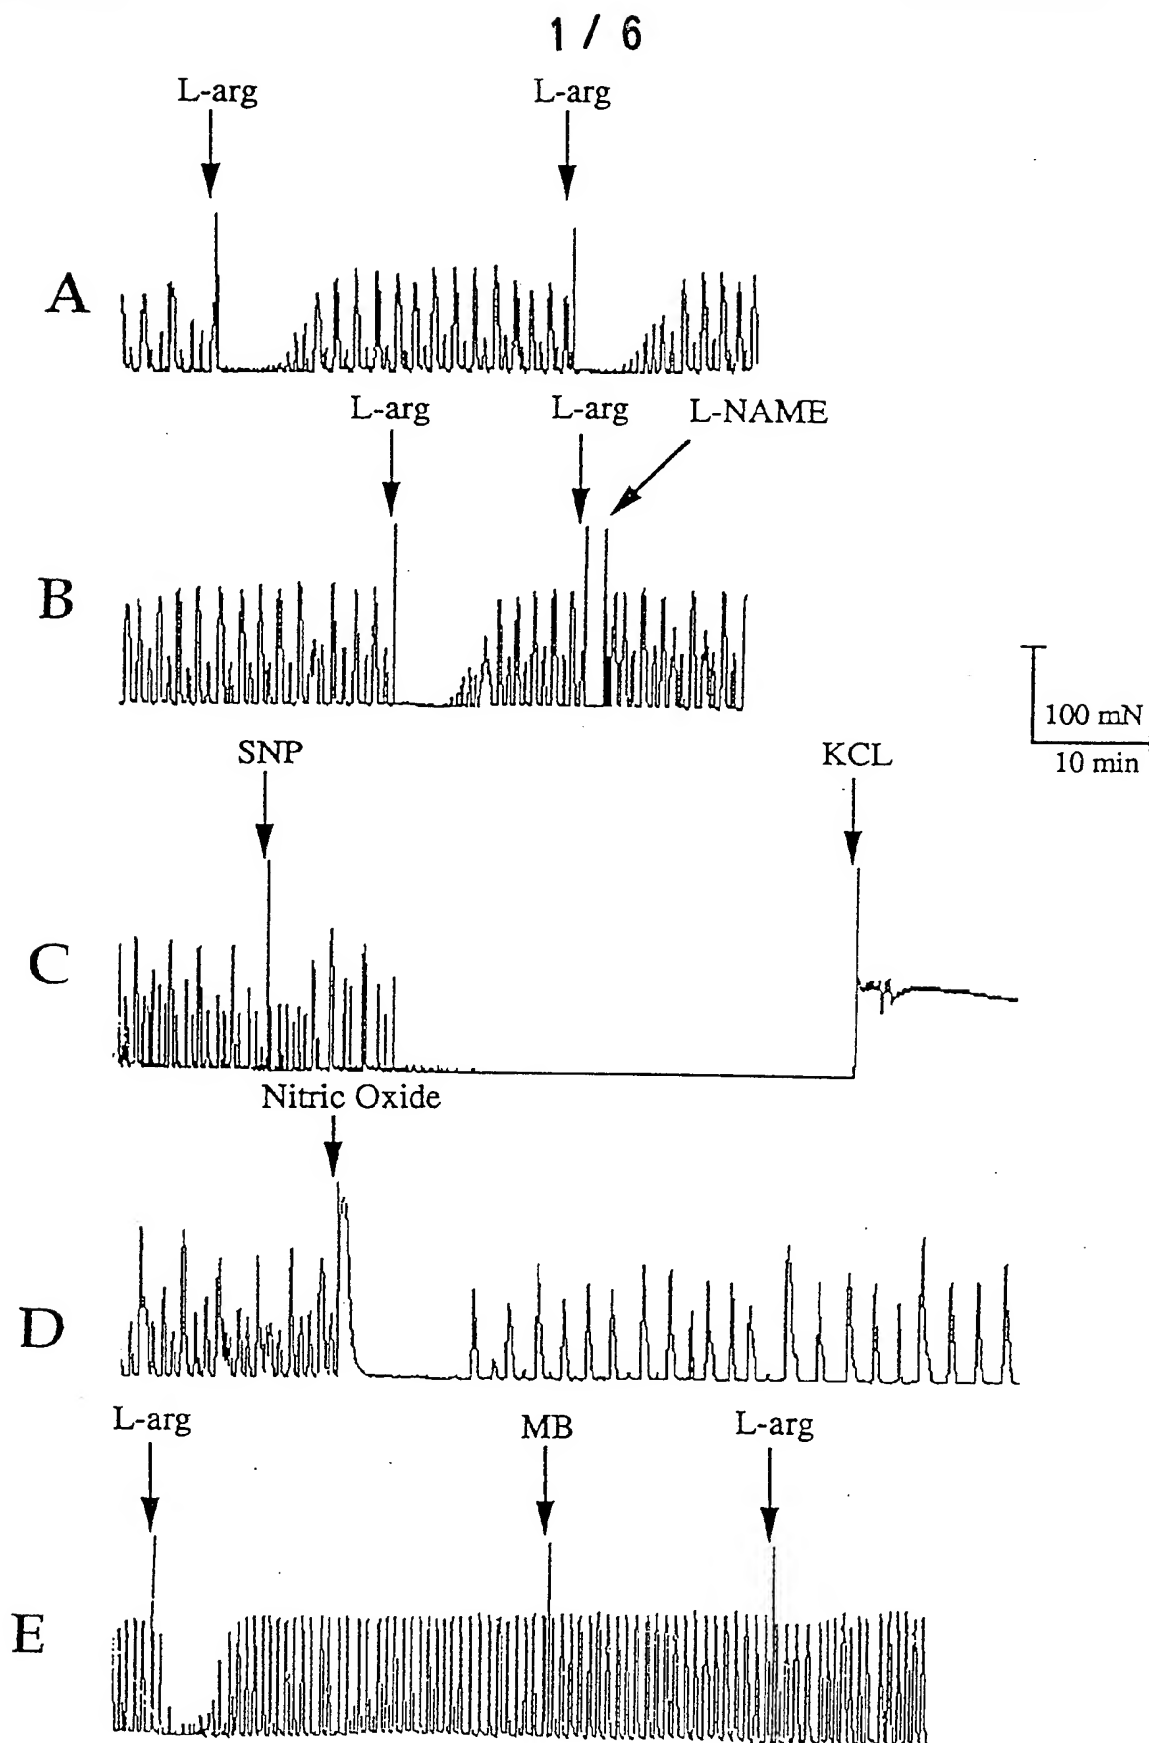 1 / 6
L-arg L-arg
A
L-arg L-arg L-NAME
B
100 mN
10 min
SNP KCL
C
Nitric Oxide
D
L-arg MB L-arg
E